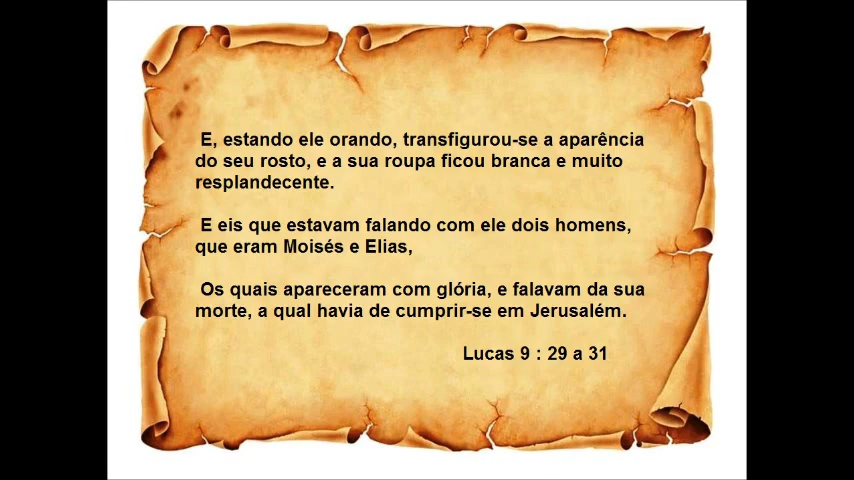 E, estando ele orando, transfigurou-se a aparência
do seu rosto, e a sua roupa ficou branca e muito
resplandecente.
E eis que estavam falando com ele dois homens,
que eram Moisés e Elias,
Os quais apareceram com glória, e falavam da sua
morte, a qual havia de cumprir-se em Jerusalém.
Lucas 9 : 29 a 31